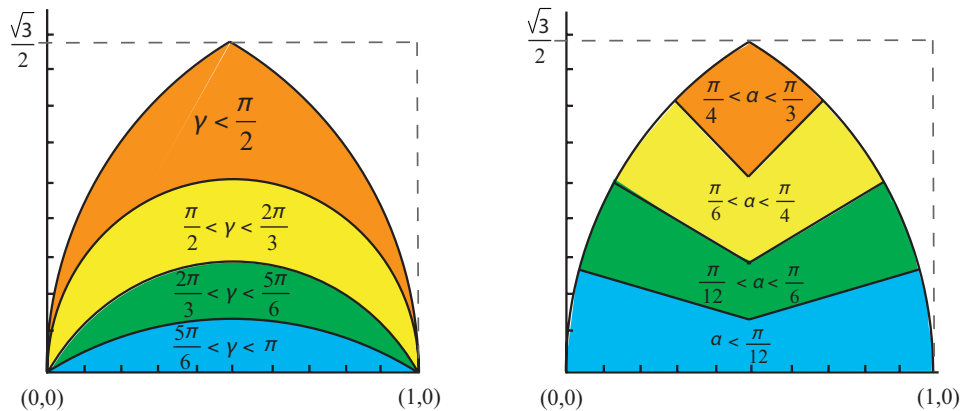 √3/2
γ < π/2
π/2 < γ < 2π/3
2π/3 < γ < 5π/6
5π/6 < γ < π
(0,0)
(1,0)
√3/2
π/4 < α < π/3
π/6 < α < π/4
π/12 < α < π/6
α < π/12
(0,0)
(1,0)